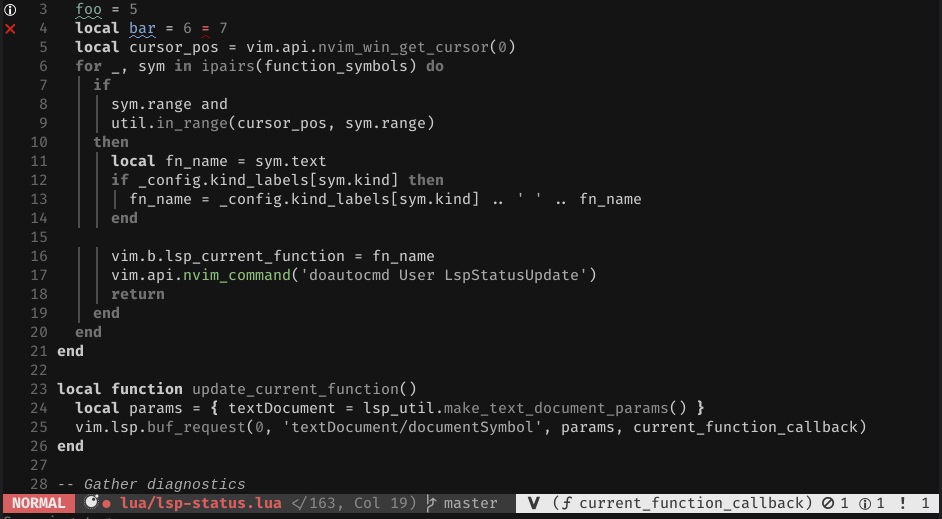 3 foo = 5
4 local bar = 6 = 7
5 local cursor_pos = vim.api.nvim_win_get_cursor(0)
6 for _, sym in ipairs(function_symbols) do
7 if
8 sym.range and
9 util.in_range(cursor_pos, sym.range)
10 then
11 local fn_name = sym.text
12 if _config.kind_labels[sym.kind] then
13 fn_name = _config.kind_labels[sym.kind] .. ' ' .. fn_name
14 end
15
16 vim.b.lsp_current_function = fn_name
17 vim.api.nvim_command('doautocmd User LspStatusUpdate')
18 return
19 end
20 end
21 end
22
23 local function update_current_function()
24 local params = { textDocument = lsp_util.make_text_document_params() }
25 vim.lsp.buf_request(0, 'textDocument/documentSymbol', params, current_function_callback)
26 end
27
28 -- Gather diagnostics
NORMAL lua/lsp-status.lua </163, Col 19) master V (ƒ current_function_callback) 1 1 ! 1